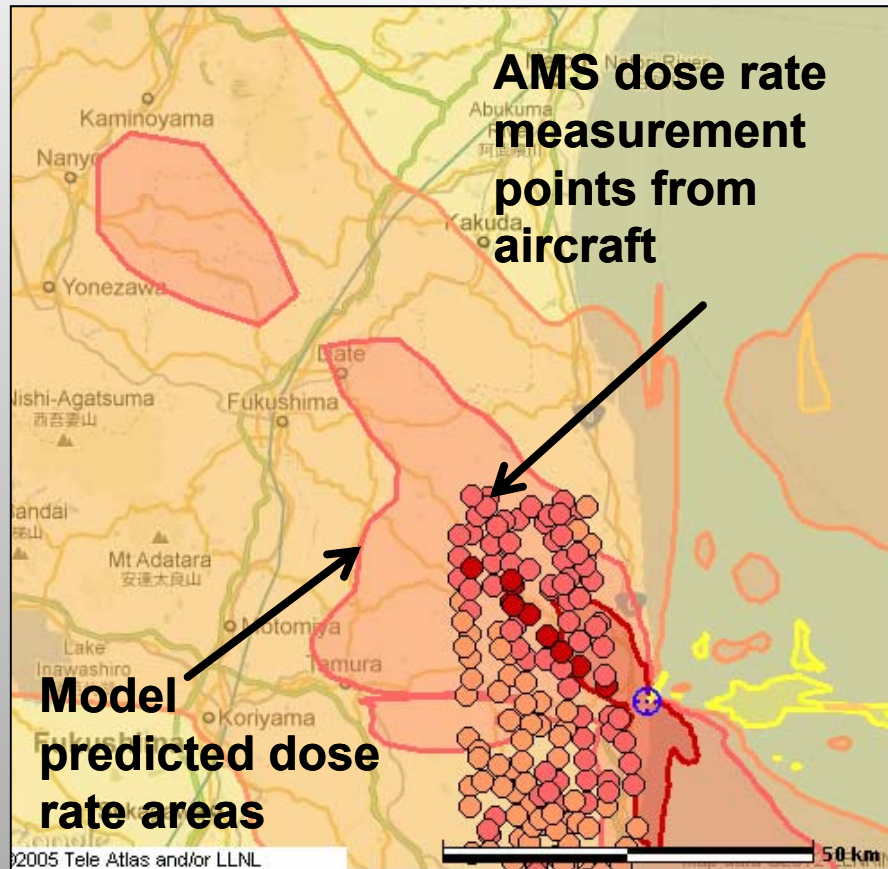 AMS dose rate
measurement
points from
aircraft
Kaminoyama
Abukuma
Kakuda
Yonezawa
Date
Nishi-Agatsuma
西吾妻山
Fukushima
Mt Adatara
安達太良山
Motomiya
Lake
Inawashiro
Tamura
Koriyama
Fukushima
Model
predicted dose
rate areas
50 km
2005 Tele Atlas and/or LLNL